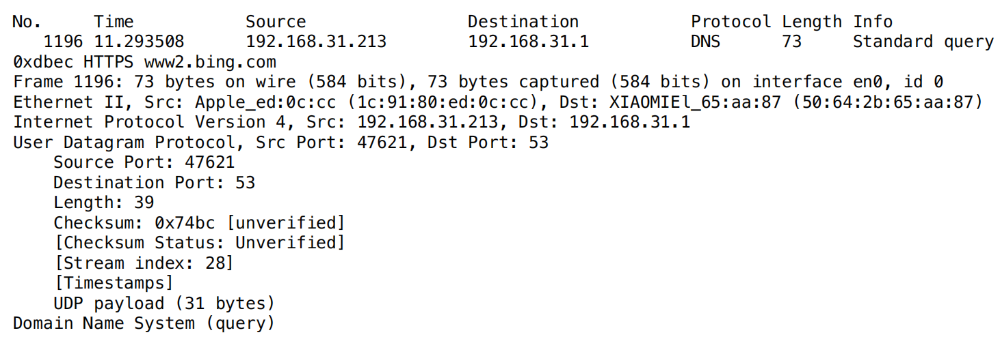 No.     Time           Source                Destination           Protocol Length Info
   1196 11.293508      192.168.31.213        192.168.31.1          DNS      73     Standard query
0xdbec HTTPS www2.bing.com
Frame 1196: 73 bytes on wire (584 bits), 73 bytes captured (584 bits) on interface en0, id 0
Ethernet II, Src: Apple_ed:0c:cc (1c:91:80:ed:0c:cc), Dst: XIAOMIEl_65:aa:87 (50:64:2b:65:aa:87)
Internet Protocol Version 4, Src: 192.168.31.213, Dst: 192.168.31.1
User Datagram Protocol, Src Port: 47621, Dst Port: 53
    Source Port: 47621
    Destination Port: 53
    Length: 39
    Checksum: 0x74bc [unverified]
    [Checksum Status: Unverified]
    [Stream index: 28]
    [Timestamps]
    UDP payload (31 bytes)
Domain Name System (query)